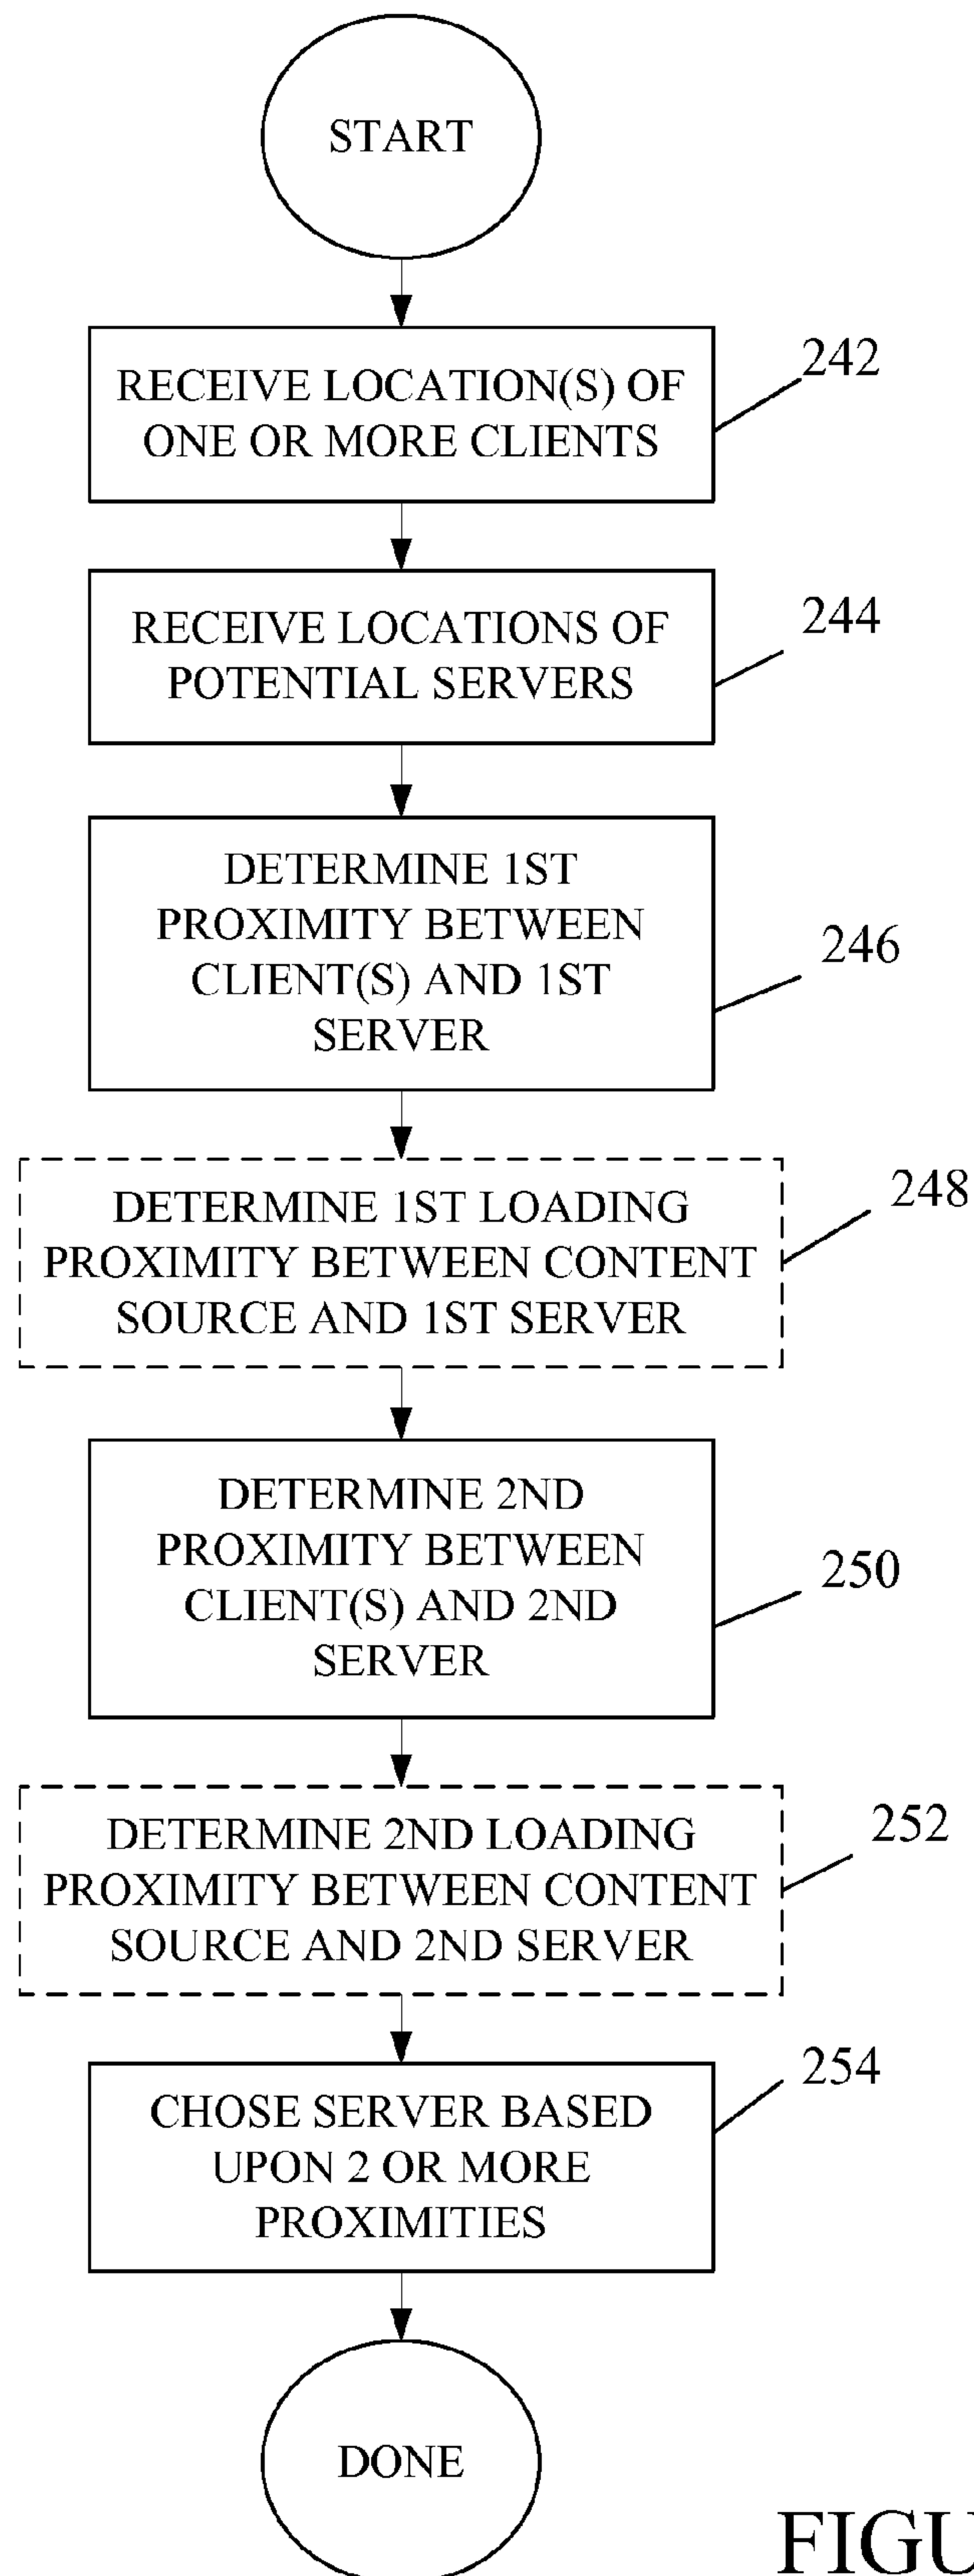 START
RECEIVE LOCATION(S) OF
ONE OR MORE CLIENTS
242
RECEIVE LOCATIONS OF
POTENTIAL SERVERS
244
DETERMINE 1ST
PROXIMITY BETWEEN
CLIENT(S) AND 1ST
SERVER
246
DETERMINE 1ST LOADING
PROXIMITY BETWEEN CONTENT
SOURCE AND 1ST SERVER
248
DETERMINE 2ND
PROXIMITY BETWEEN
CLIENT(S) AND 2ND
SERVER
250
DETERMINE 2ND LOADING
PROXIMITY BETWEEN CONTENT
SOURCE AND 2ND SERVER
252
CHOSE SERVER BASED
UPON 2 OR MORE
PROXIMITIES
254
DONE